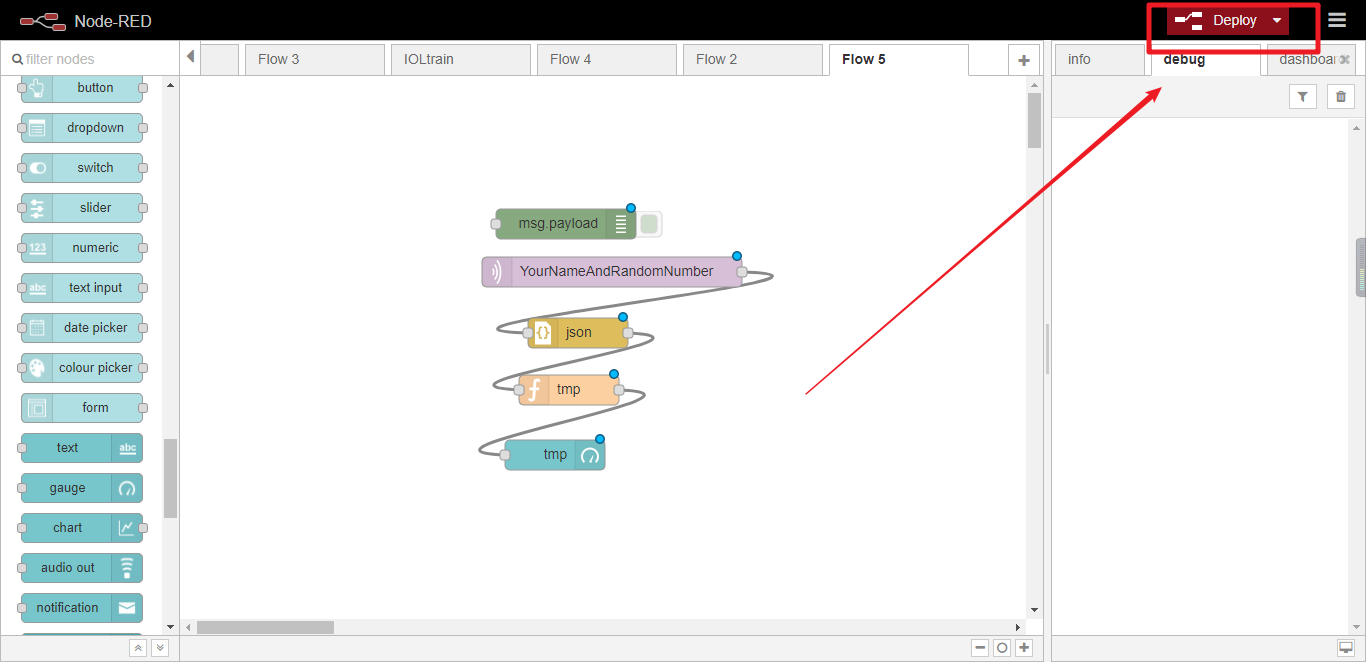 Node-RED
Deploy
filter nodes
Flow 3
IOLtrain
Flow 4
Flow 2
Flow 5
info
debug
dashboar
button
dropdown
switch
slider
123 numeric
abc text input
date picker
colour picker
form
text abc
gauge
chart
audio out
notification
msg.payload
YourNameAndRandomNumber
json
tmp
tmp